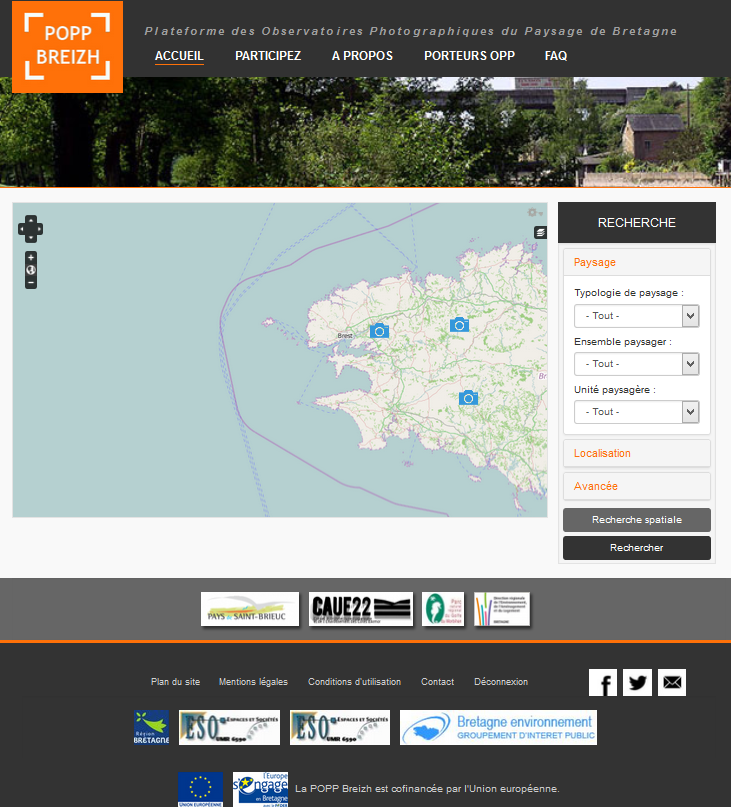 POPP
BREIZH
Plateforme des Observatoires Photographiques du Paysage de Bretagne
ACCUEIL PARTICIPEZ A PROPOS PORTEURS OPP FAQ
Brest
Br
RECHERCHE
Paysage
Typologie de paysage :
- Tout -
Ensemble paysager :
- Tout -
Unité paysagère :
- Tout -
Localisation
Avancée
Recherche spatiale
Rechercher
PAYS de SAINT-BRIEUC
CAUE22
Plan du site Mentions légales Conditions d'utilisation Contact Déconnexion
Région
BRETAGNE
ESO ESPACES ET SOCIÉTÉS
UMR 6590
ESO ESPACES ET SOCIÉTÉS
UMR 6590
Bretagne environnement
GROUPEMENT D'INTERET PUBLIC
UNION EUROPÉENNE
l'Europe
s'Engage
en Bretagne
La POPP Breizh est cofinancée par l'Union européenne.